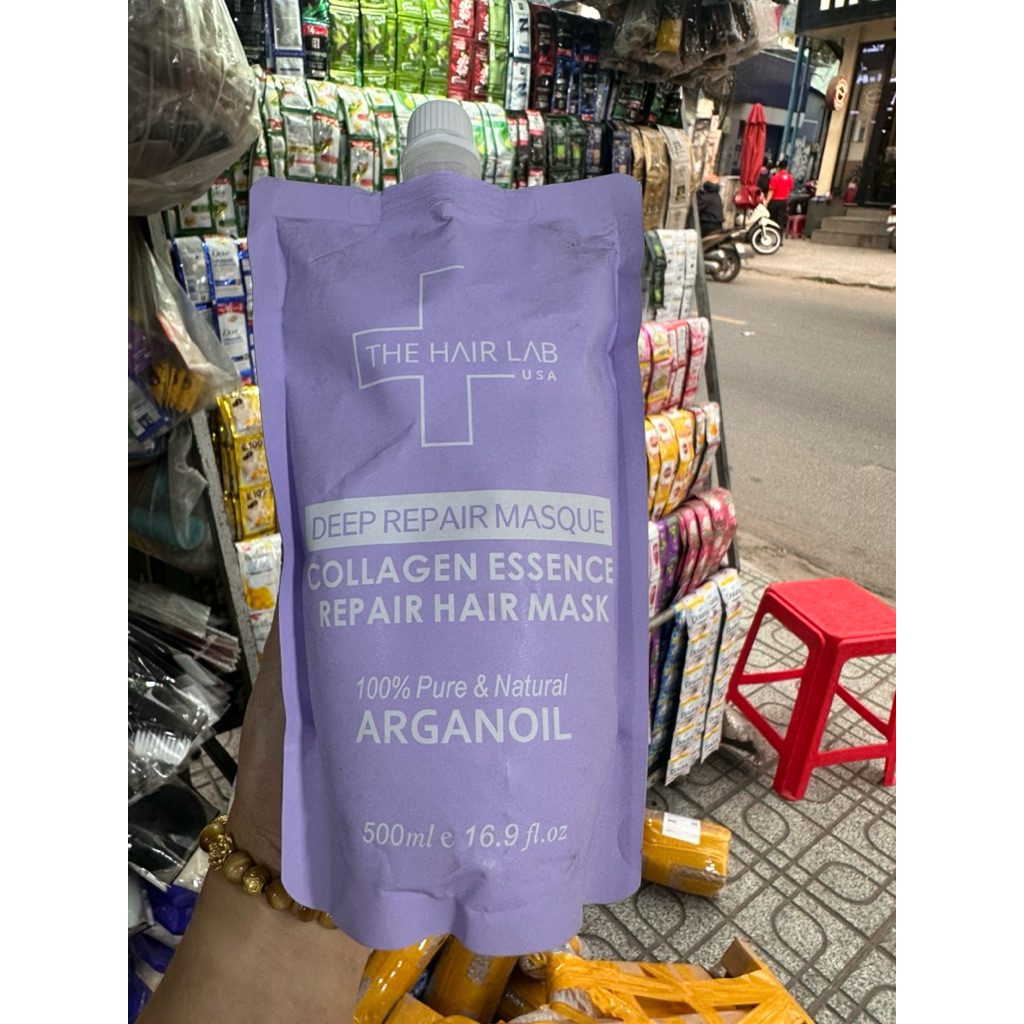 THE HAIR LAB
USA
DEEP REPAIR MASQUE
COLLAGEN ESSENCE
REPAIR HAIR MASK
100% Pure & Natural
ARGANOIL
500ml e 16.9 fl.oz